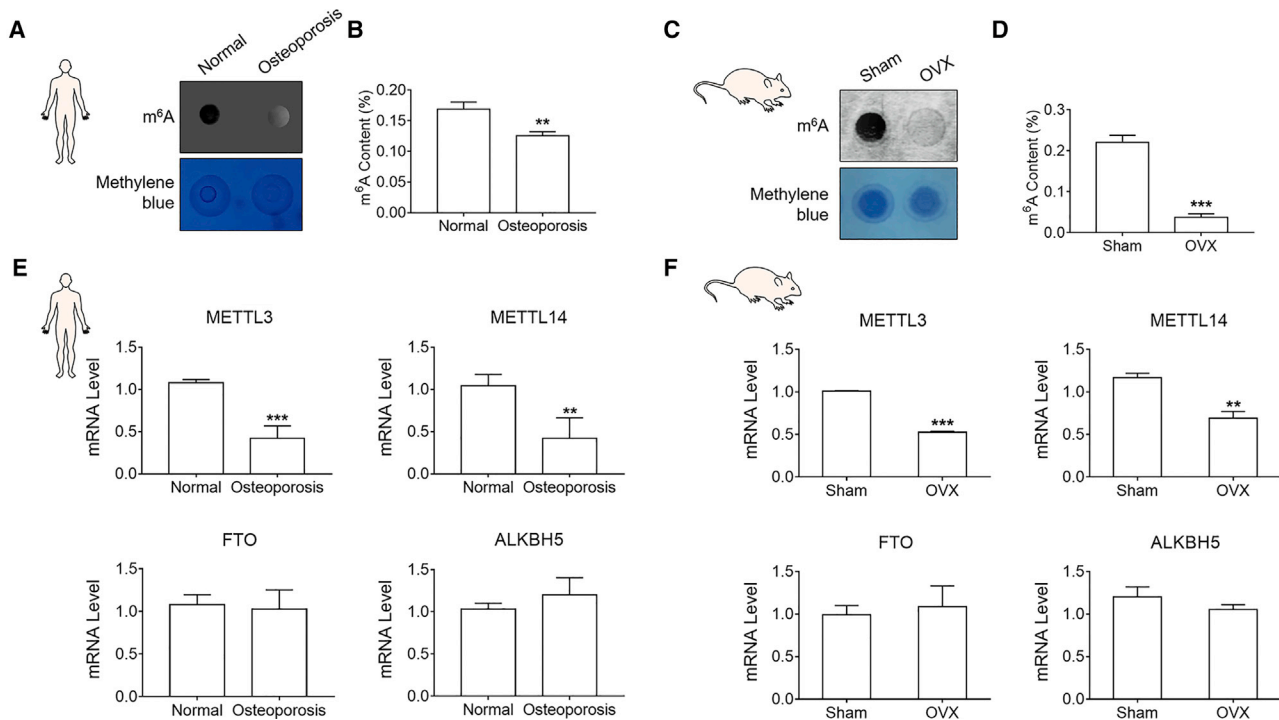 A
Normal
Osteoporosis
m⁶A
Methylene
blue
B
m⁶A Content (%)
0.20
0.15
0.10
0.05
0.00
**
Normal Osteoporosis
C
Sham
OVX
m⁶A
Methylene
blue
D
m⁶A Content (%)
0.3
0.2
0.1
0.0
***
Sham OVX
E
METTL3
mRNA Level
1.5
1.0
0.5
0.0
***
Normal Osteoporosis
METTL14
mRNA Level
1.5
1.0
0.5
0.0
**
Normal Osteoporosis
FTO
mRNA Level
1.5
1.0
0.5
0.0
Normal Osteoporosis
ALKBH5
mRNA Level
1.5
1.0
0.5
0.0
Normal Osteoporosis
F
METTL3
mRNA Level
1.5
1.0
0.5
0.0
***
Sham OVX
METTL14
mRNA Level
1.5
1.0
0.5
0.0
**
Sham OVX
FTO
mRNA Level
1.5
1.0
0.5
0.0
Sham OVX
ALKBH5
mRNA Level
1.5
1.0
0.5
0.0
Sham OVX